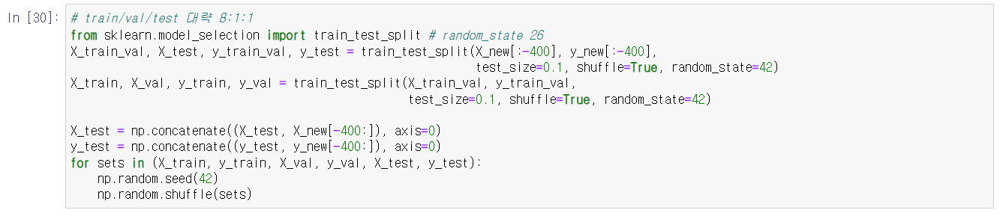 In [30]: # train/val/test 대략 8:1:1
from sklearn.model_selection import train_test_split # random_state 26
X_train_val, X_test, y_train_val, y_test = train_test_split(X_new[:-400], y_new[:-400],
test_size=0.1, shuffle=True, random_state=42)
X_train, X_val, y_train, y_val = train_test_split(X_train_val, y_train_val,
test_size=0.1, shuffle=True, random_state=42)
X_test = np.concatenate((X_test, X_new[-400:]), axis=0)
y_test = np.concatenate((y_test, y_new[-400:]), axis=0)
for sets in (X_train, y_train, X_val, y_val, X_test, y_test):
np.random.seed(42)
np.random.shuffle(sets)